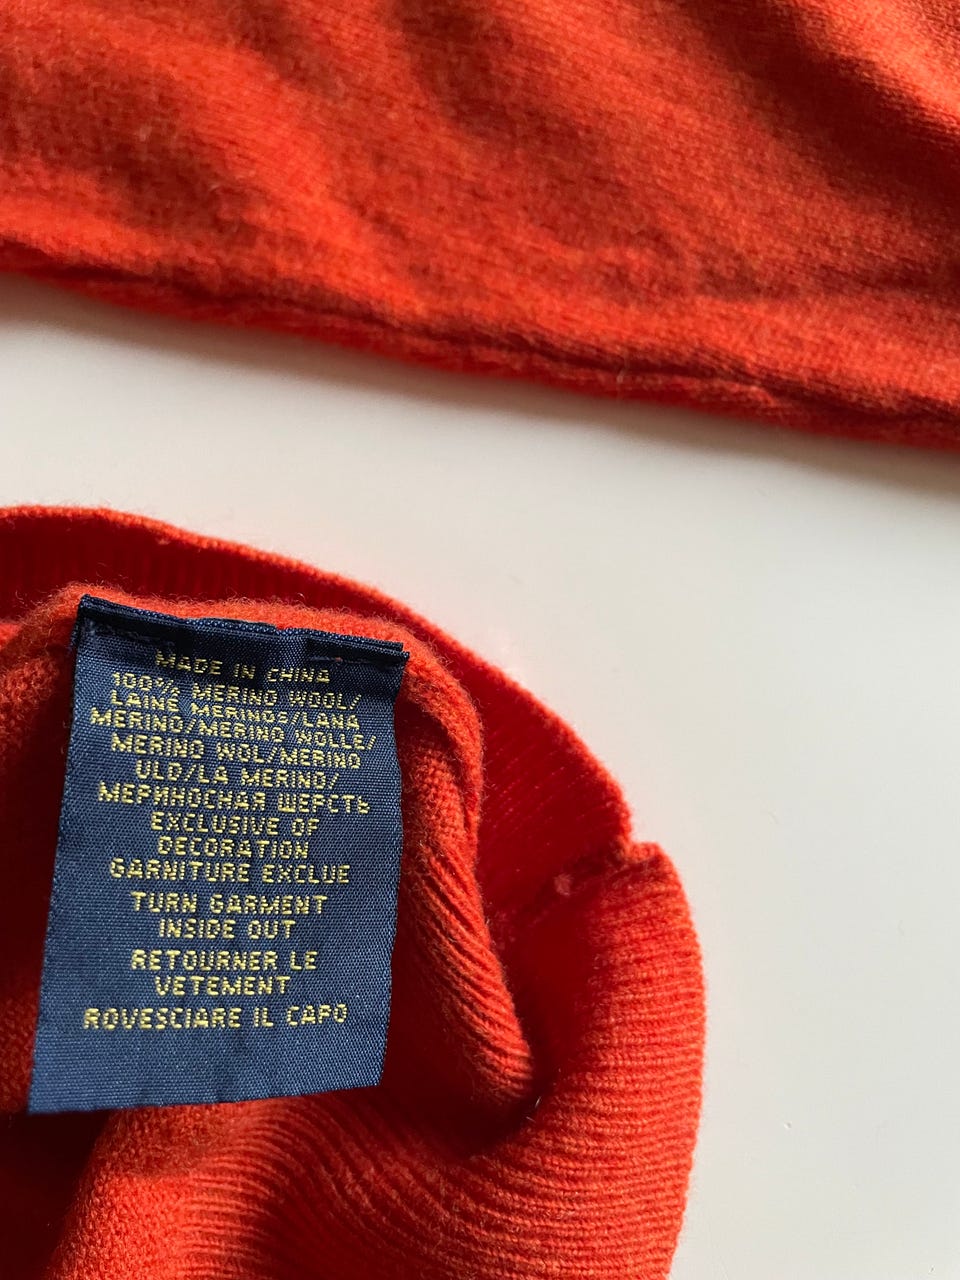 MADE IN CHINA
100% MERINO WOOL/
LAINE MERINOS/LANA
MERINO/MERINO WOLLE/
MERINO WOL/MERINO
ULD/LA MERINO/
МЕРИНОСНАЯ ШЕРСТЬ
EXCLUSIVE OF
DECORATION
GARNITURE EXCLUE
TURN GARMENT
INSIDE OUT
RETOURNER LE
VETEMENT
ROVESCIARE IL CAPO